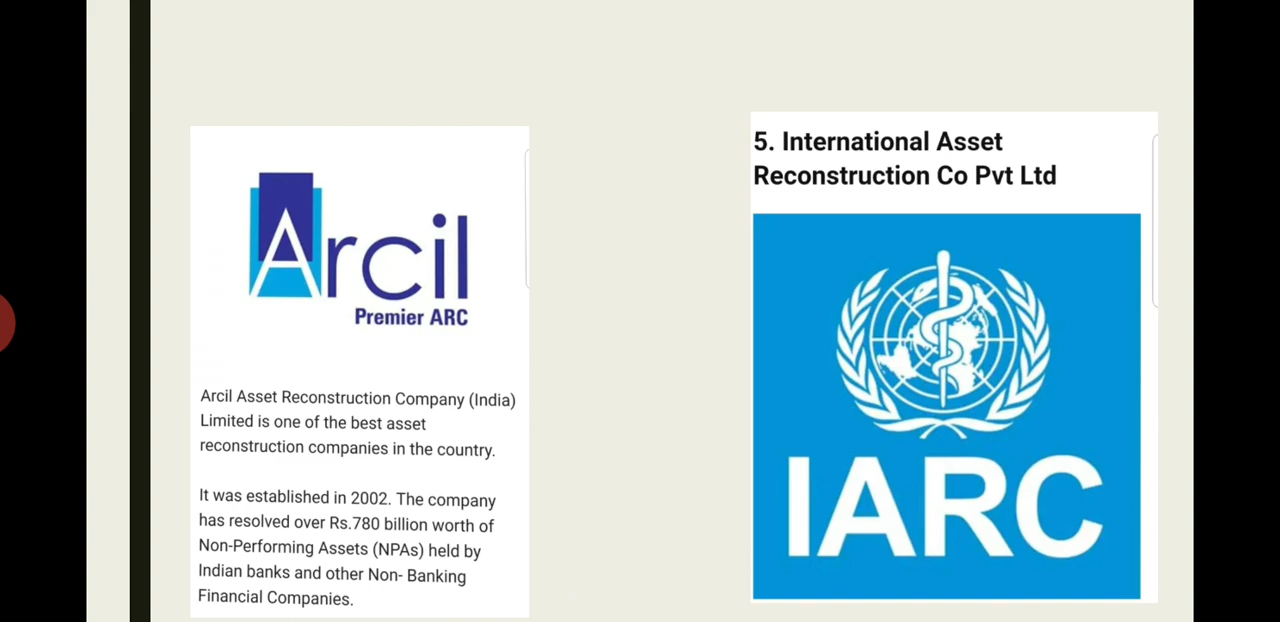 Arcil
Premier ARC
Arcil Asset Reconstruction Company (India)
Limited is one of the best asset
reconstruction companies in the country.
It was established in 2002. The company
has resolved over Rs.780 billion worth of
Non-Performing Assets (NPAs) held by
Indian banks and other Non- Banking
Financial Companies.
5. International Asset
Reconstruction Co Pvt Ltd
IARC